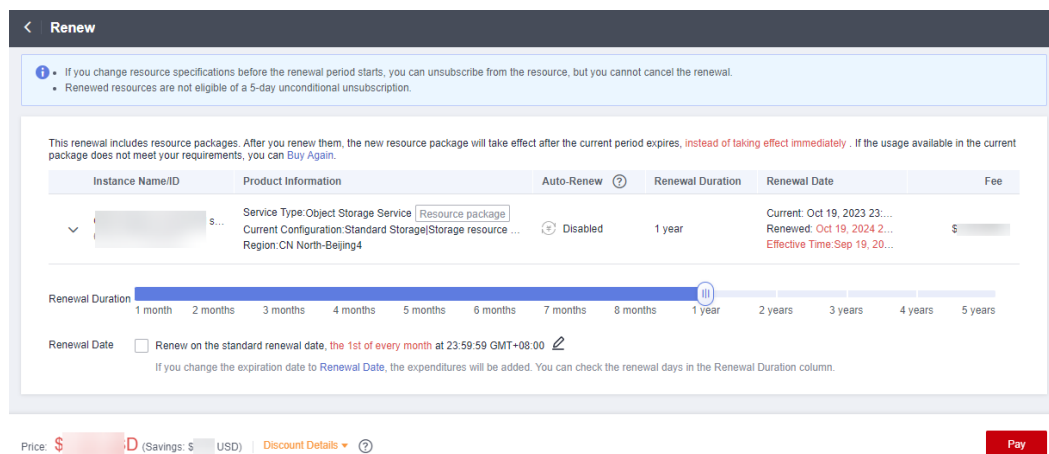 Renew
If you change resource specifications before the renewal period starts, you can unsubscribe from the resource, but you cannot cancel the renewal.
Renewed resources are not eligible of a 5-day unconditional unsubscription.
This renewal includes resource packages. After you renew them, the new resource package will take effect after the current period expires, instead of taking effect immediately . If the usage available in the current
package does not meet your requirements, you can Buy Again.
Instance Name/ID Product Information Auto-Renew ? Renewal Duration Renewal Date Fee
Service Type:Object Storage Service Resource package Current: Oct 19, 2023 23:...
s... Current Configuration:Standard Storage|Storage resource ... Disabled 1 year Renewed: Oct 19, 2024 2... $
Region:CN North-Beijing4 Effective Time:Sep 19, 20...
Renewal Duration
1 month 2 months 3 months 4 months 5 months 6 months 7 months 8 months 1 year 2 years 3 years 4 years 5 years
Renewal Date Renew on the standard renewal date, the 1st of every month at 23:59:59 GMT+08:00
If you change the expiration date to Renewal Date, the expenditures will be added. You can check the renewal days in the Renewal Duration column.
Price: $ D (Savings: $ USD) Discount Details ? Pay